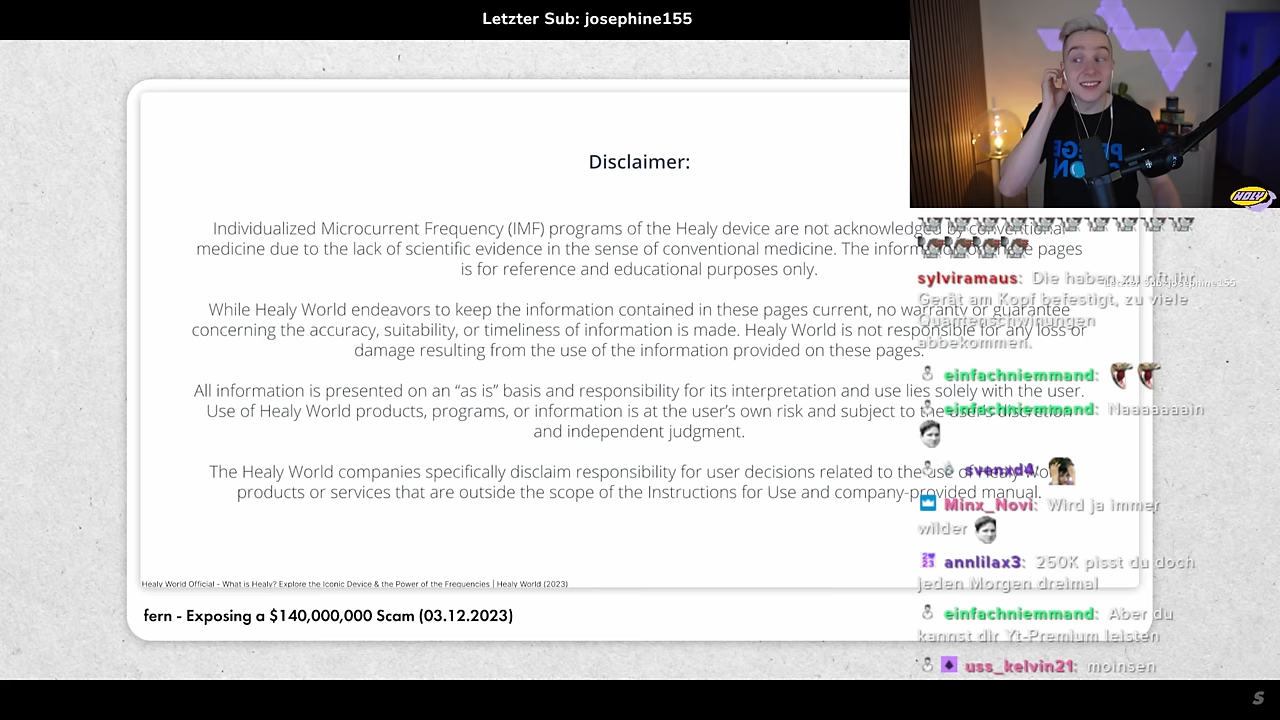 Letzter Sub: josephine155
Disclaimer:
Individualized Microcurrent Frequency (IMF) programs of the Healy device are not acknowledged by conventional
medicine due to the lack of scientific evidence in the sense of conventional medicine. The information on these pages
is for reference and educational purposes only.
While Healy World endeavors to keep the information contained in these pages current, no warranty or guarantee
concerning the accuracy, suitability, or timeliness of information is made. Healy World is not responsible for any loss or
damage resulting from the use of the information provided on these pages.
All information is presented on an “as is” basis and responsibility for its interpretation and use lies solely with the user.
Use of Healy World products, programs, or information is at the user’s own risk and subject to the user’s discretion
and independent judgment.
The Healy World companies specifically disclaim responsibility for user decisions related to the use of Healy World
products or services that are outside the scope of the Instructions for Use and company-provided manual.
Healy World Official - What is Healy? Explore the Iconic Device & the Power of the Frequencies | Healy World (2023)
fern - Exposing a $140,000,000 Scam (03.12.2023)
HOLY
sylviramaus: Die haben zu oft ihr
Letzter Sub: josephine155
Gerät am Kopf befestigt, zu viele
Quantenschwingungen
abbekommen.
einfachniemmand:
einfachniemmand: Naaaaaaain
svenxd4:
Minx_Novi: Wird ja immer
wilder
annlilax3: 250K pisst du doch
jeden Morgen dreimal
einfachniemmand: Aber du
kannst dir Yt-Premium leisten
uss_kelvin21: moinsen
S